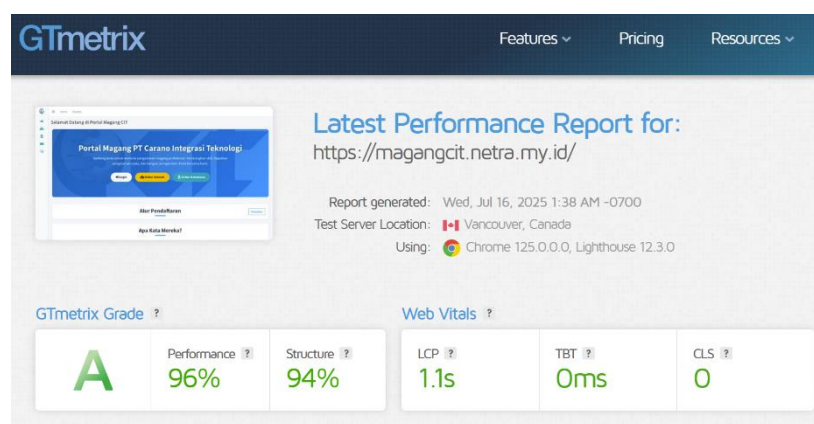 GTmetrix
Features
Pricing
Resources
Selamat Datang di Portal Magang CIT
Portal Magang PT Carano Integrasi Teknologi
Alur Pendaftaran
Apa Kata Mereka?
Latest Performance Report for:
https://magangcit.netra.my.id/
Report generated: Wed, Jul 16, 2025 1:38 AM -0700
Test Server Location: Vancouver, Canada
Using: Chrome 125.0.0.0, Lighthouse 12.3.0
GTmetrix Grade ?
Web Vitals ?
A
Performance ?
96%
Structure ?
94%
LCP ?
1.1s
TBT ?
0ms
CLS ?
0